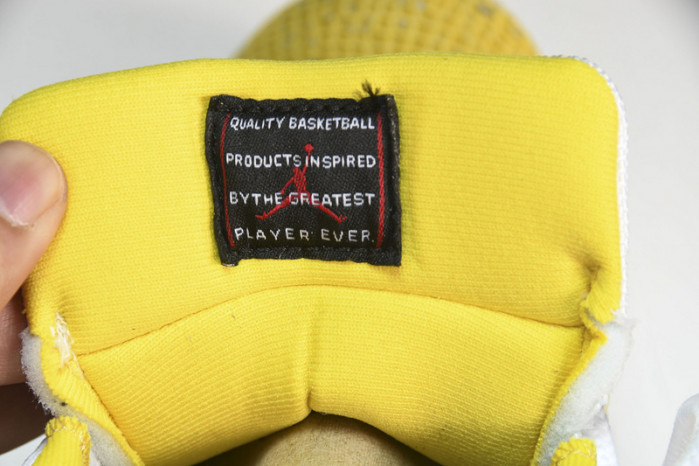 QUALITY BASKETBALL
PRODUCTS INSPIRED
BY THE GREATEST
PLAYER EVER.